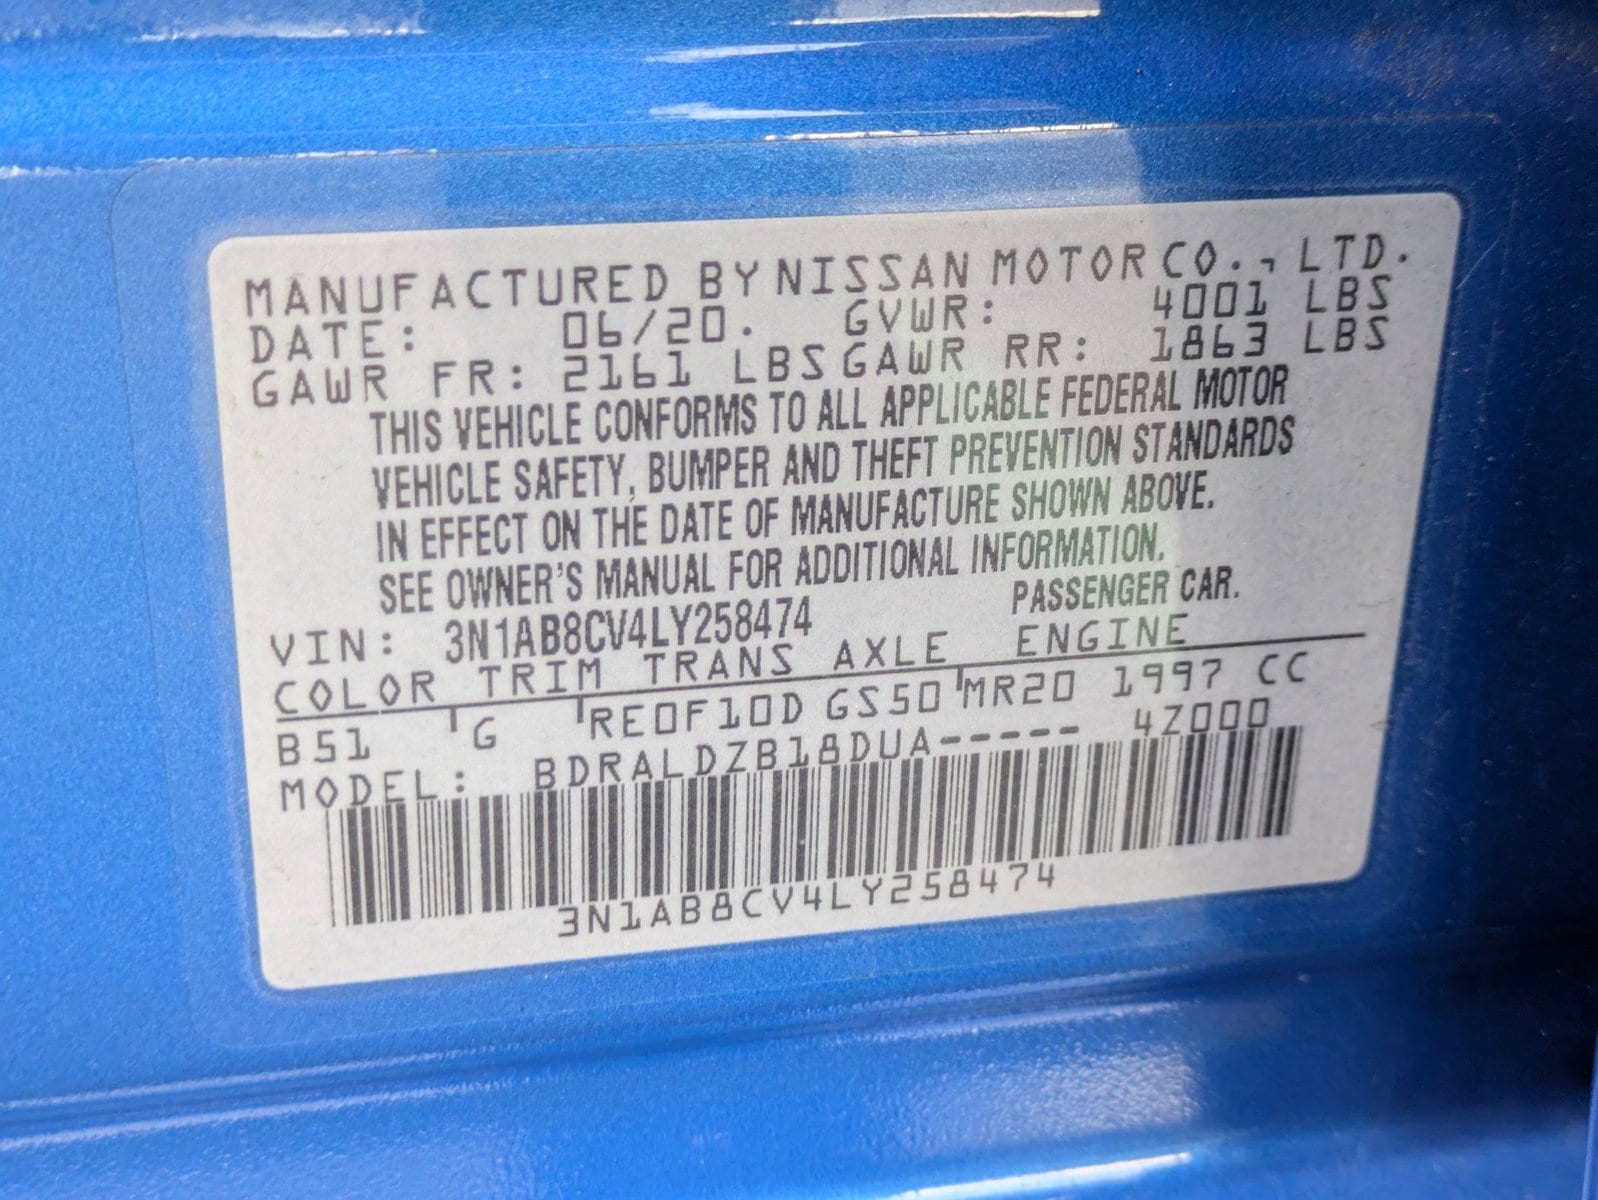 MANUFACTURED BY NISSAN MOTOR CO., LTD.
DATE: 06/20. GVWR: 4001 LBS
GAWR FR: 2161 LBS GAWR RR: 1863 LBS
THIS VEHICLE CONFORMS TO ALL APPLICABLE FEDERAL MOTOR
VEHICLE SAFETY, BUMPER AND THEFT PREVENTION STANDARDS
IN EFFECT ON THE DATE OF MANUFACTURE SHOWN ABOVE.
SEE OWNER'S MANUAL FOR ADDITIONAL INFORMATION.
VIN: 3N1AB8CV4LY258474 PASSENGER CAR.
COLOR TRIM TRANS AXLE ENGINE
B51 G RE0F10D GS50 MR20 1997 CC
MODEL: BDRALDZB18DUA----- 4Z000
3N1AB8CV4LY258474